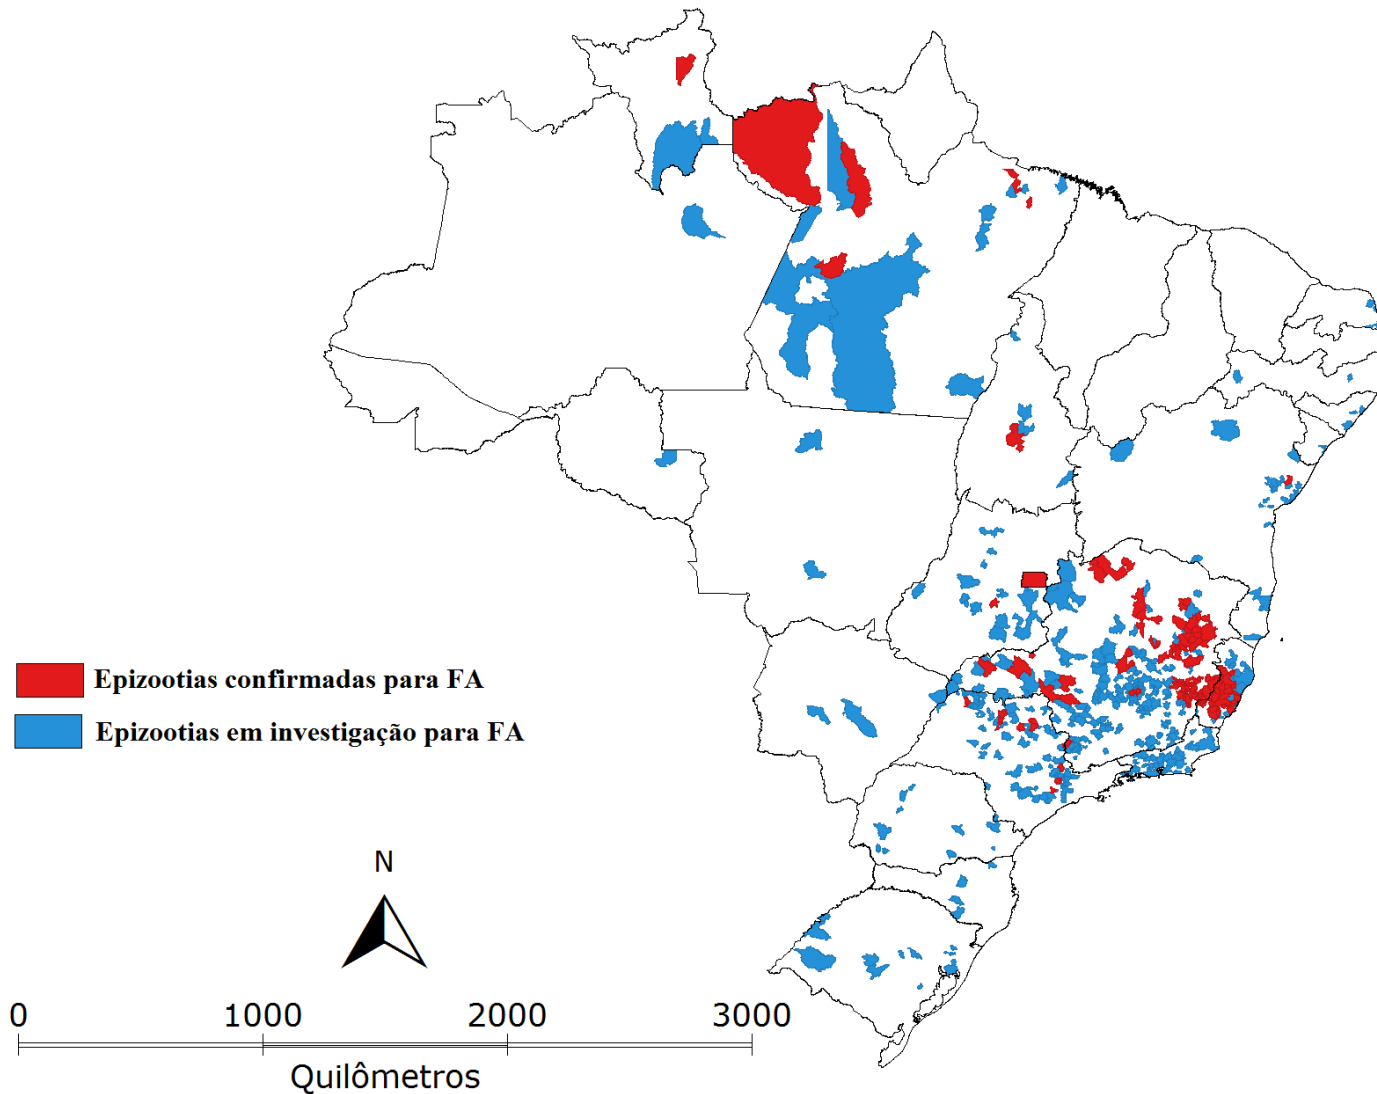 Epizootias confirmadas para FA
Epizootias em investigação para FA
N
0 1000 2000 3000
Quilômetros